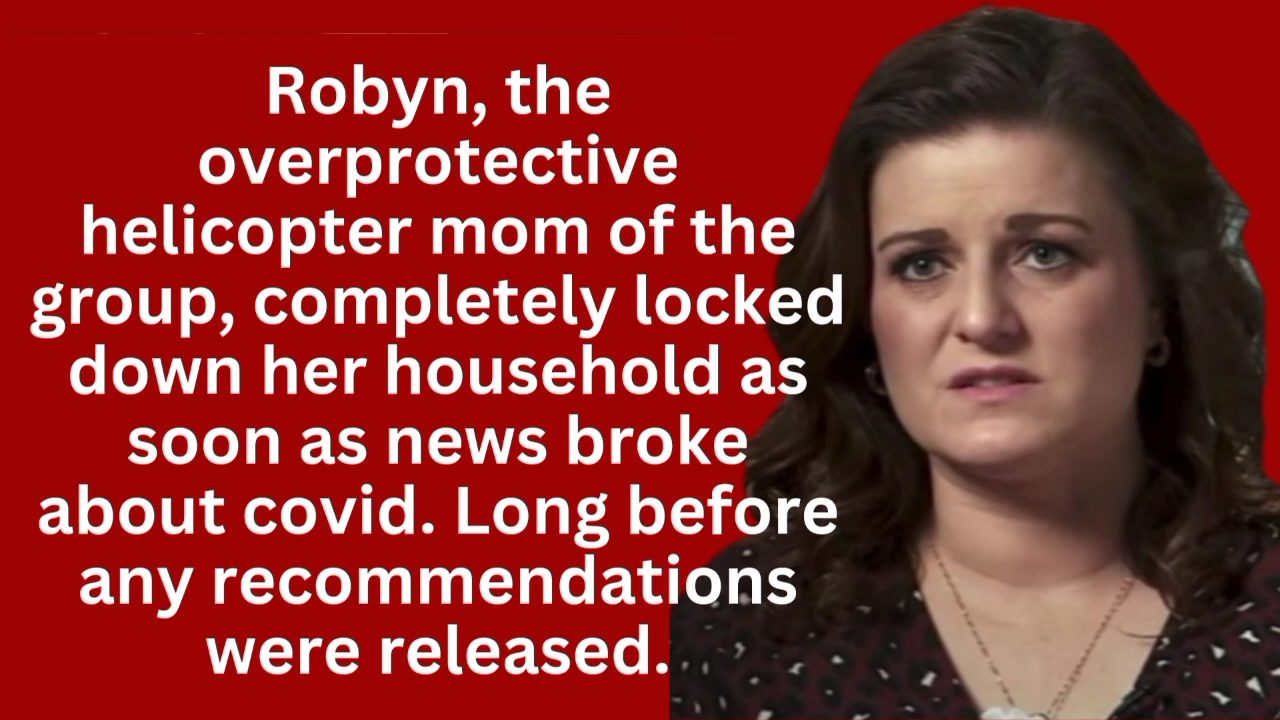 Robyn, the
overprotective
helicopter mom of the
group, completely locked
down her household as
soon as news broke
about covid. Long before
any recommendations
were released.